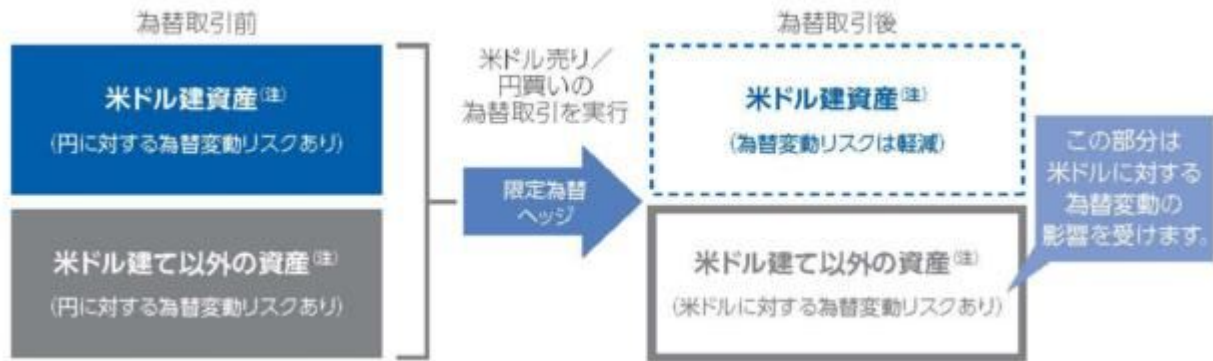 為替取引前
米ドル建資産(注)
(円に対する為替変動リスクあり)
米ドル建て以外の資産(注)
(円に対する為替変動リスクあり)
米ドル売り/
円買いの
為替取引を実行
限定為替
ヘッジ
為替取引後
米ドル建資産(注)
(為替変動リスクは軽減)
米ドル建て以外の資産(注)
(米ドルに対する為替変動リスクあり)
この部分は
米ドルに対する
為替変動の
影響を受けます。